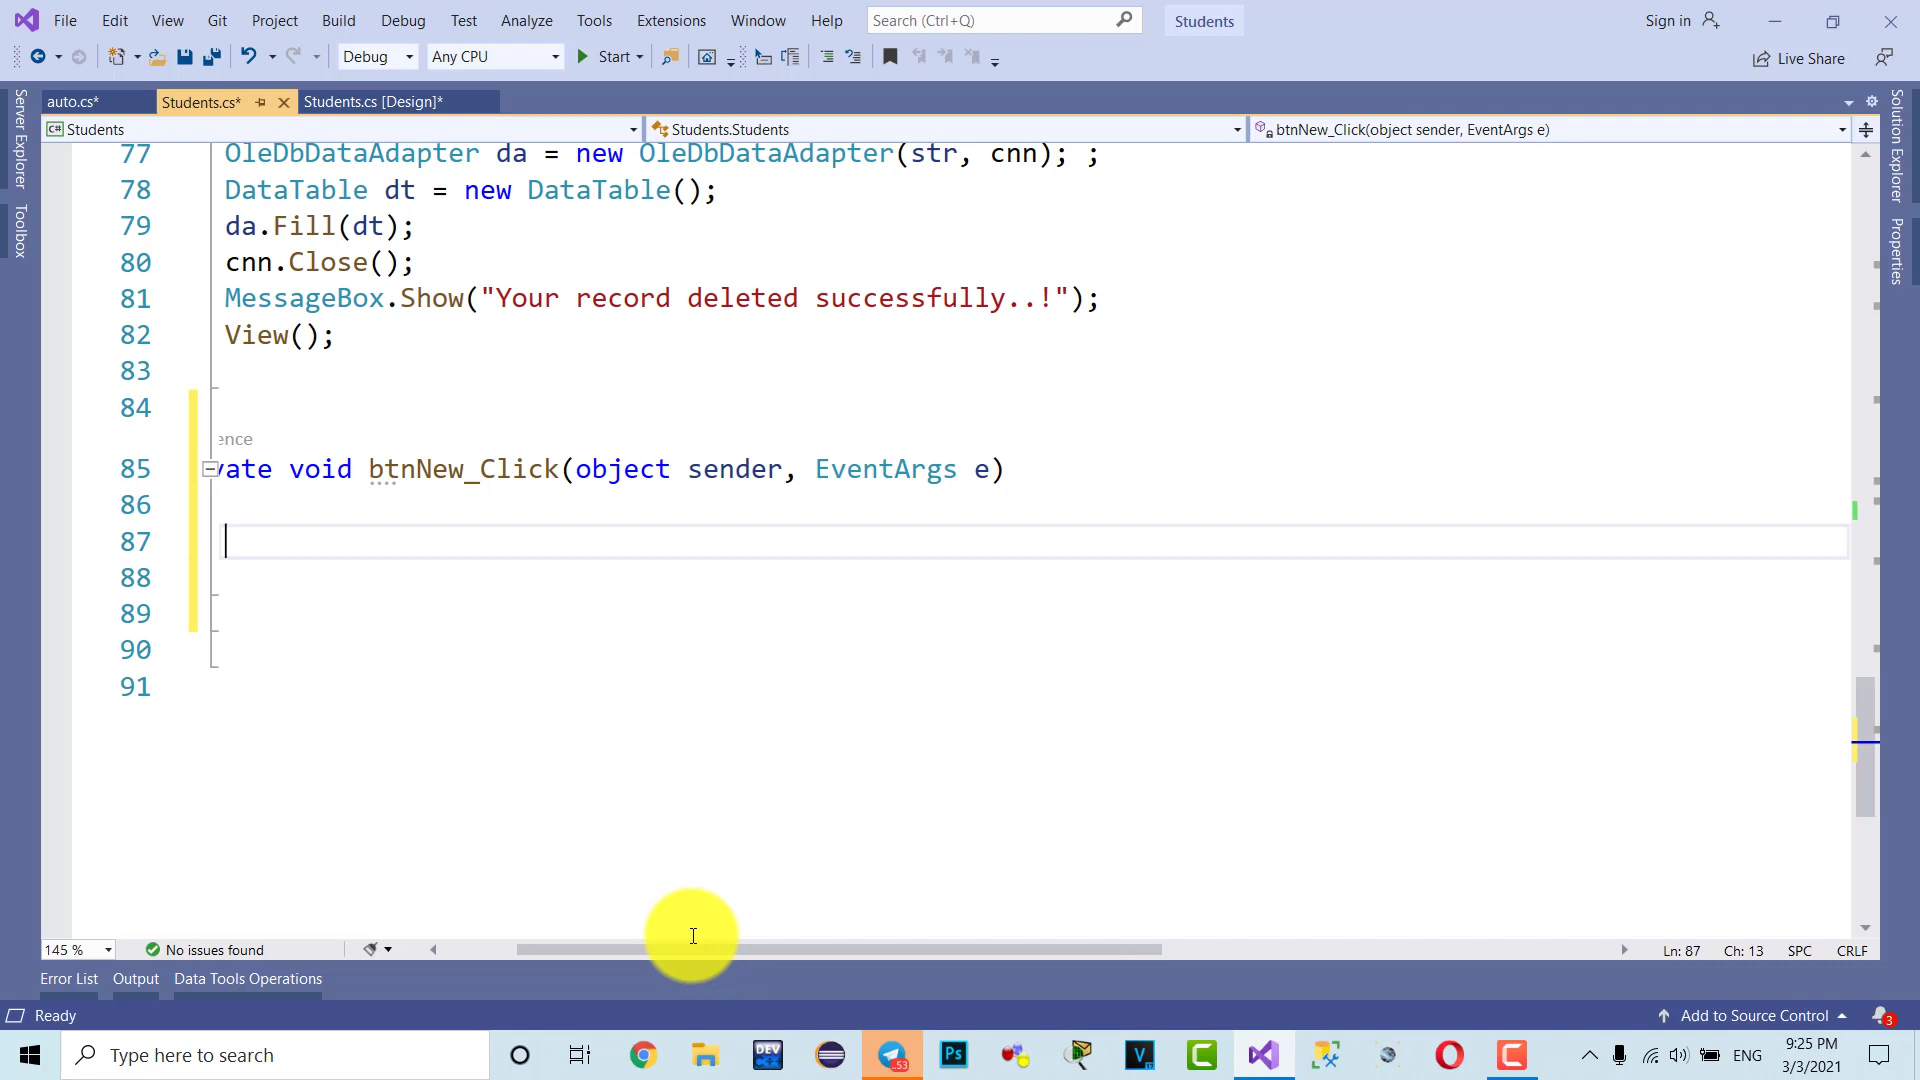 File Edit View Git Project Build Debug Test Analyze Tools Extensions Window Help Search (Ctrl+Q) Students Sign in
Debug Any CPU Start Live Share
auto.cs* Students.cs* Students.cs [Design]*
Students Students.Students btnNew_Click(object sender, EventArgs e)
Server Explorer
Toolbox
Solution Explorer
Properties
77 OleDbDataAdapter da = new OleDbDataAdapter(str, cnn); ;
78 DataTable dt = new DataTable();
79 da.Fill(dt);
80 cnn.Close();
81 MessageBox.Show("Your record deleted successfully..!");
82 View();
83
84
ence
85 vate void btnNew_Click(object sender, EventArgs e)
86
87
88
89
90
91
145 % No issues found Ln: 87 Ch: 13 SPC CRLF
Error List Output Data Tools Operations
Ready Add to Source Control 3
Type here to search DEV 53 Ps V ENG 9:25 PM
3/3/2021